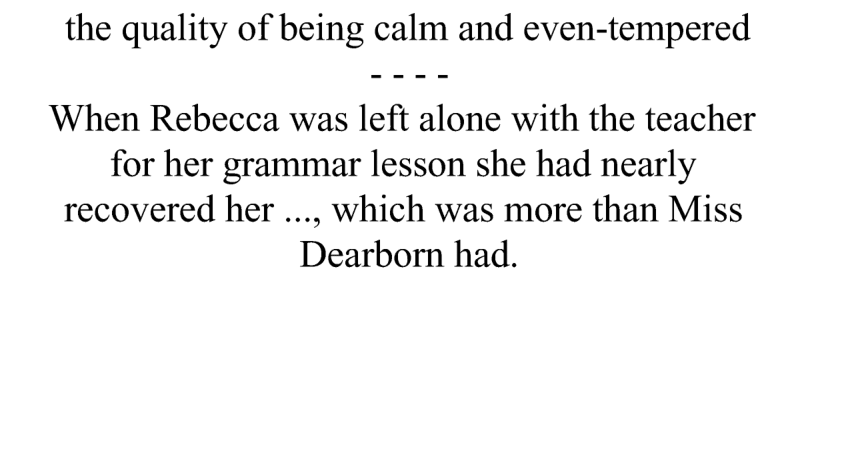 the quality of being calm and even-tempered
- - - -
When Rebecca was left alone with the teacher
for her grammar lesson she had nearly
recovered her ..., which was more than Miss
Dearborn had.